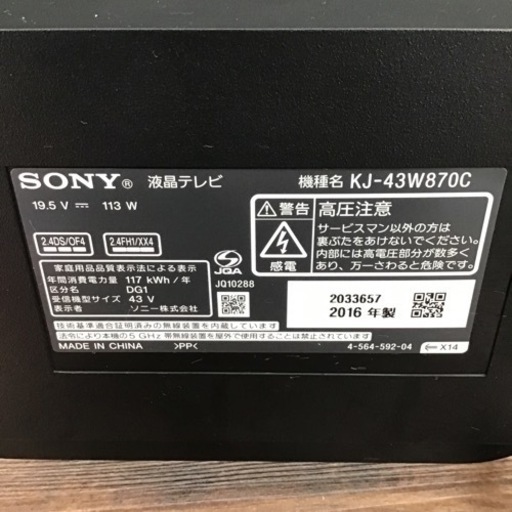 SONY® 液晶テレビ 機種名 KJ-43W870C
19.5 V ⎓ 113 W
2.4DS/OF4 2.4FH1/XX4
警告 高圧注意
サービスマン以外の方は
裏ぶたをあけないでください。
内部には高電圧部分が数多く
あり、万一さわると危険です。
感電
家庭用品品質表示法による表示
年間消費電力量 117 kWh / 年
区分名 DG1
受信機型サイズ 43 V
表示者 ソニー株式会社
JQA
JQ10288
2033657
2016 年製
技術基準適合証明済みの無線装置を内蔵しています。
法令により本機の5 GHz 帯無線装置を屋外で使用することは禁止されています。
MADE IN CHINA >PP< 4-564-592-04 X14